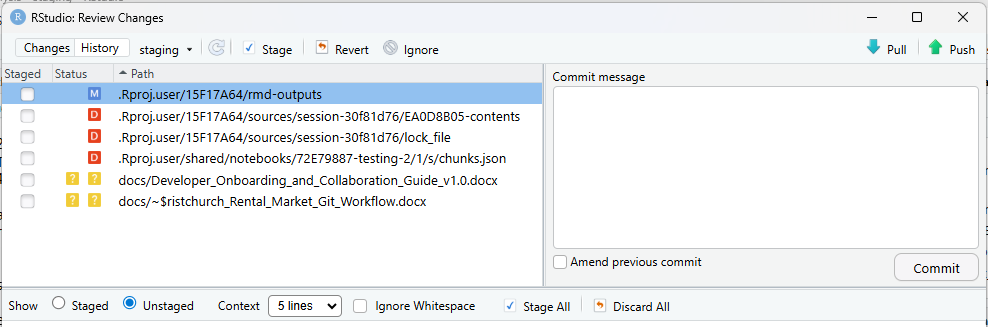 RStudio: Review Changes
Changes History staging Stage Revert Ignore Pull Push
Staged Status Path
M .Rproj.user/15F17A64/rmd-outputs
D .Rproj.user/15F17A64/sources/session-30f81d76/EA0D8B05-contents
D .Rproj.user/15F17A64/sources/session-30f81d76/lock_file
D .Rproj.user/shared/notebooks/72E79887-testing-2/1/s/chunks.json
? ? docs/Developer_Onboarding_and_Collaboration_Guide_v1.0.docx
? ? docs/~$ristchurch_Rental_Market_Git_Workflow.docx
Commit message
Amend previous commit
Commit
Show Staged Unstaged Context 5 lines Ignore Whitespace Stage All Discard All